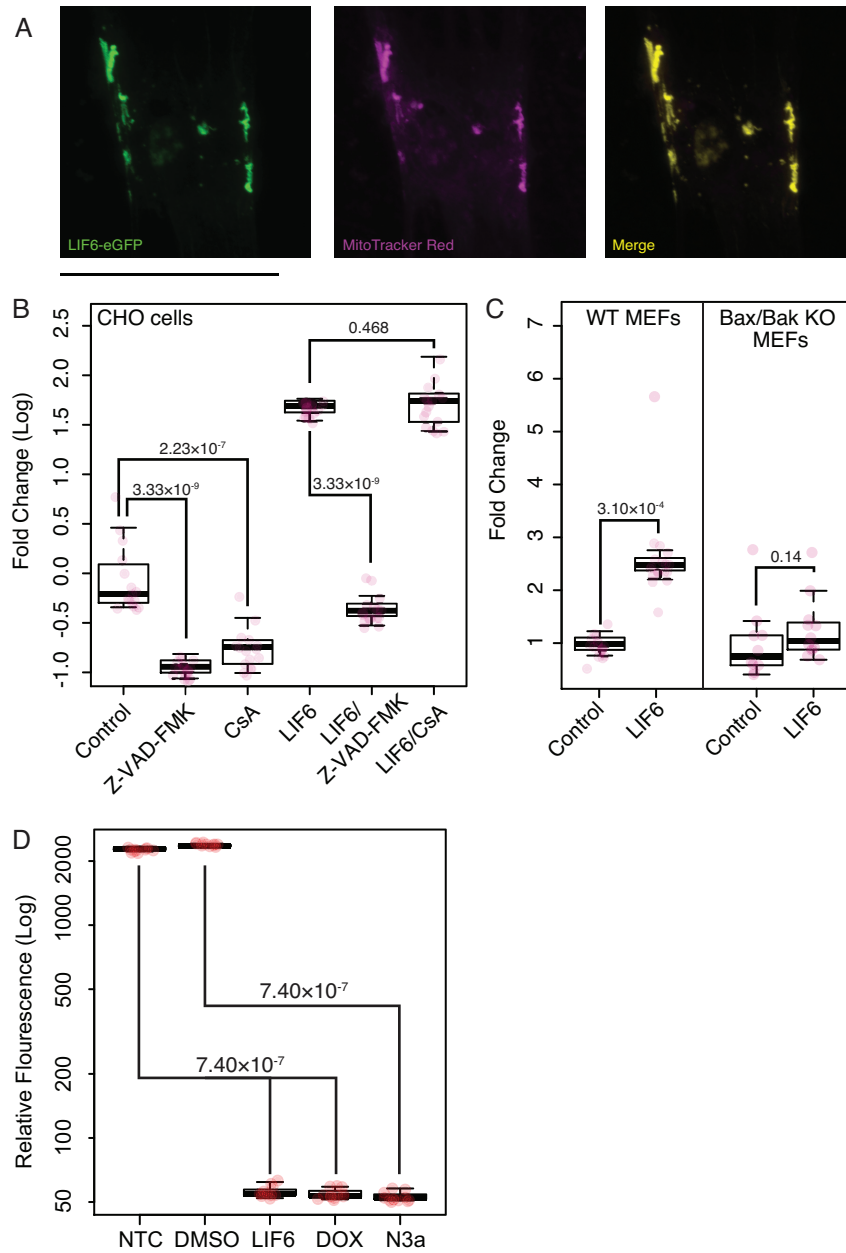 A
LIF6-eGFP
MitoTracker Red
Merge
B
CHO cells
Fold Change (Log)
2.5
2.0
1.5
1.0
0.5
0.0
-0.5
-1.0
0.468
2.23×10⁻⁷
3.33×10⁻⁹
3.33×10⁻⁹
Control
Z-VAD-FMK
CsA
LIF6
LIF6/
Z-VAD-FMK
LIF6/CsA
C
WT MEFs
Bax/Bak KO
MEFs
Fold Change
7
6
5
4
3
2
1
3.10×10⁻⁴
0.14
Control
LIF6
Control
LIF6
D
Relative Flourescence (Log)
2000
1000
500
200
100
50
7.40×10⁻⁷
7.40×10⁻⁷
NTC
DMSO
LIF6
DOX
N3a